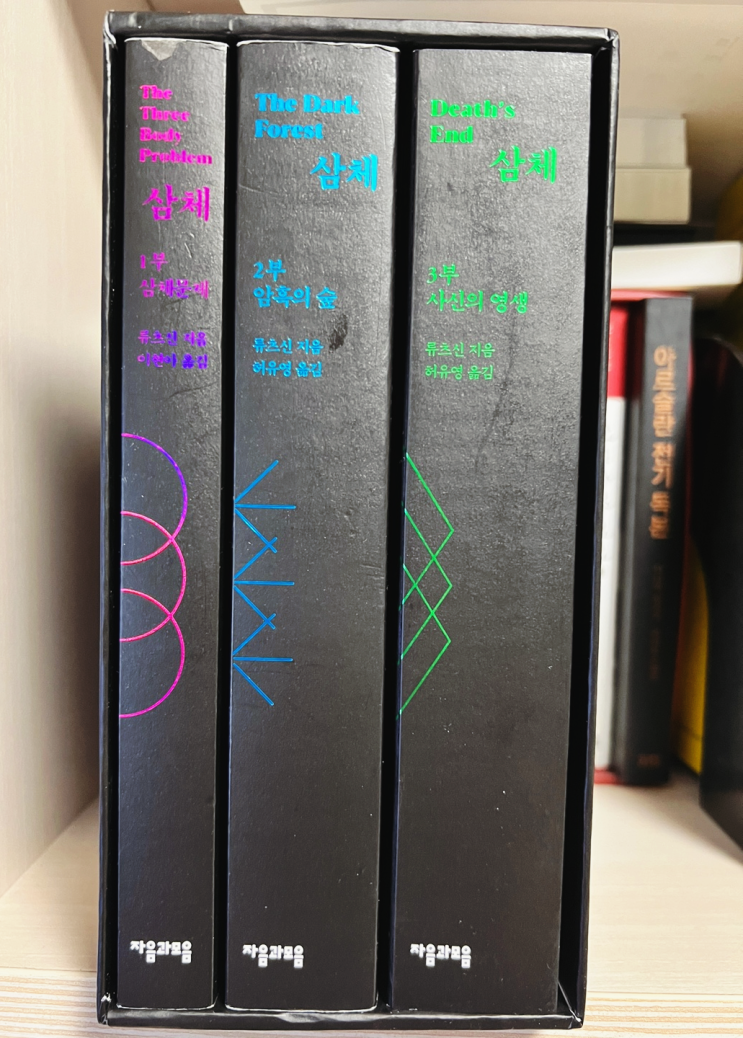 The
Three
Body
Problem
삼체
1부
삼체문제
류츠신 지음
이현아 옮김
자음과모음
The Dark
Forest
삼체
2부
암흑의 숲
류츠신 지음
허유영 옮김
자음과모음
Death's
End
삼체
3부
사신의 영생
류츠신 지음
허유영 옮김
자음과모음
아로슬란 전기 독본